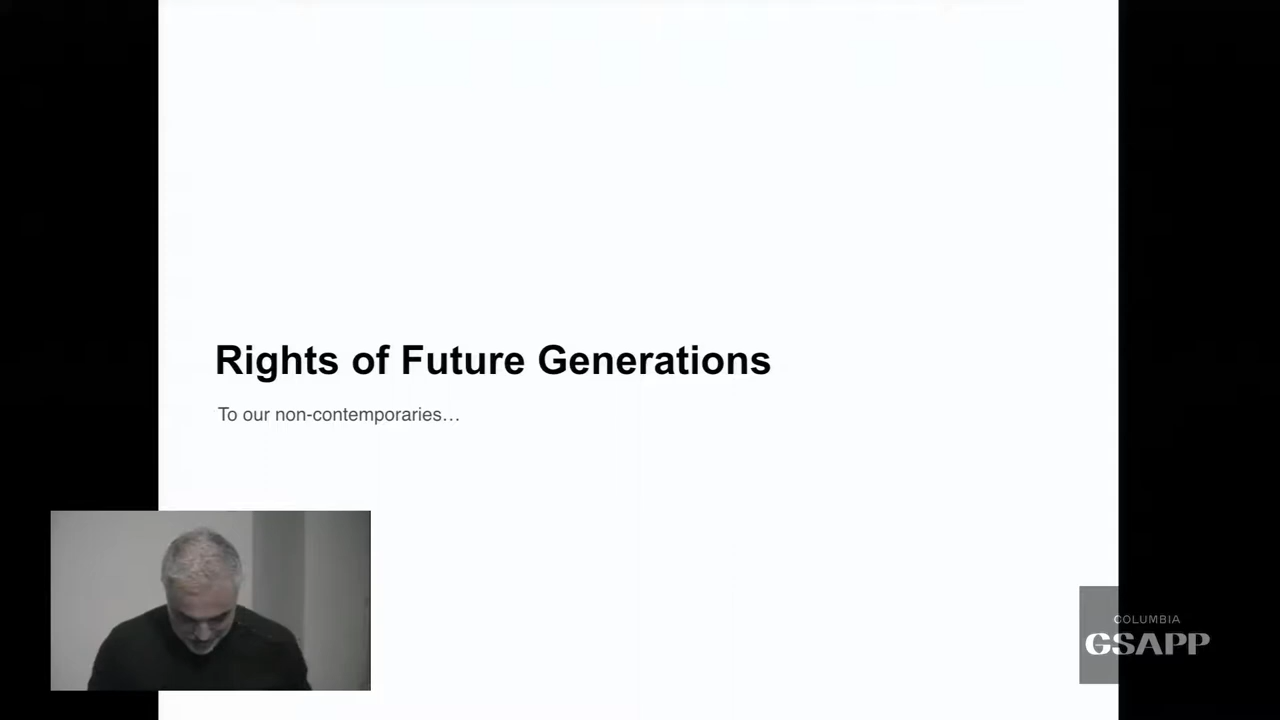 Rights of Future Generations
To our non-contemporaries…
COLUMBIA
GSAPP